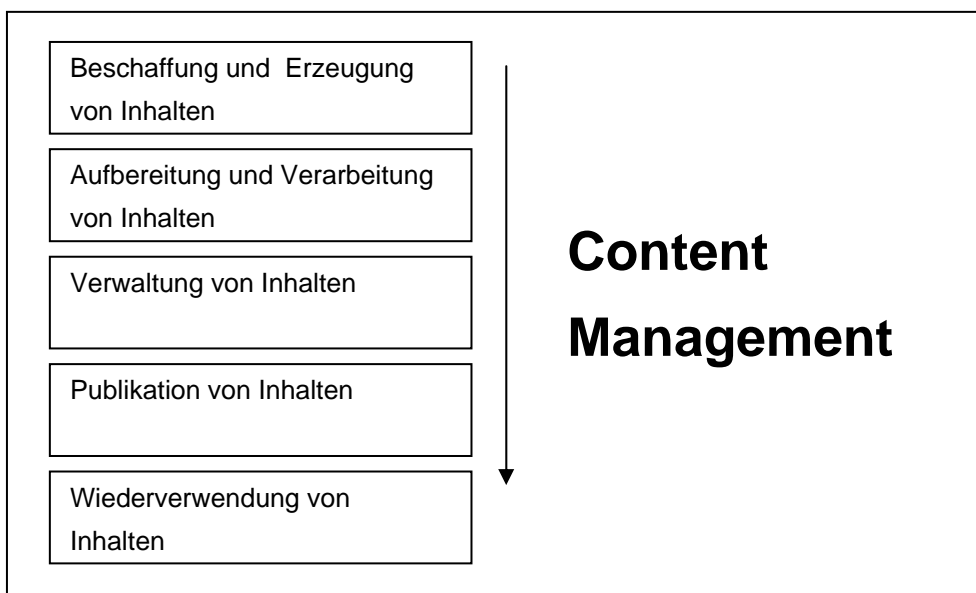 Beschaffung und Erzeugung
von Inhalten
Aufbereitung und Verarbeitung
von Inhalten
Verwaltung von Inhalten
Publikation von Inhalten
Wiederverwendung von
Inhalten
Content
Management